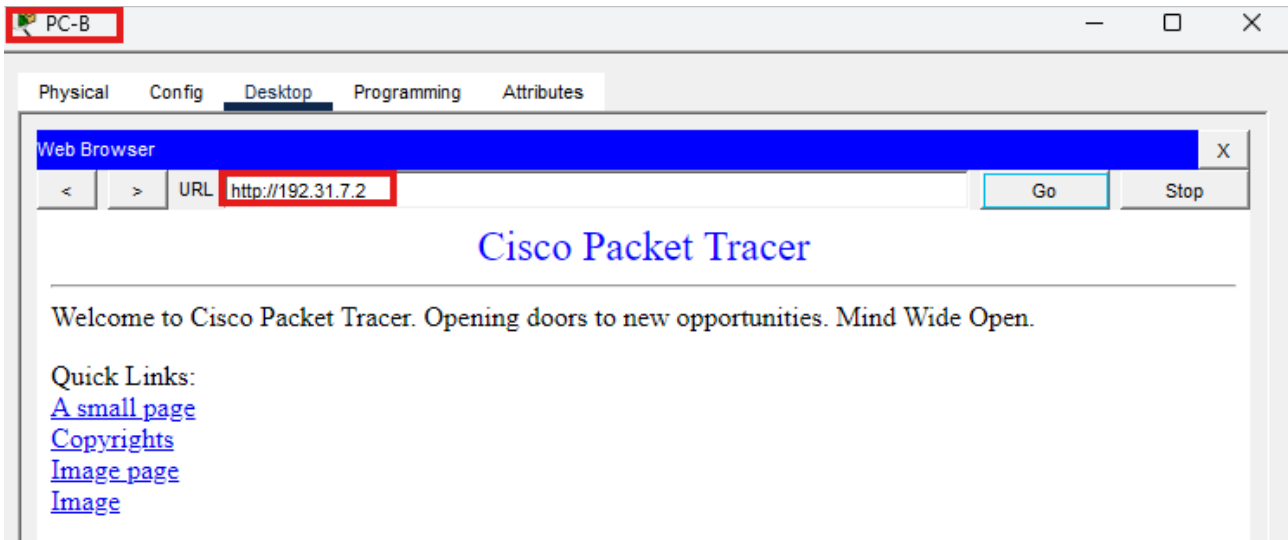 PC-B
Physical Config Desktop Programming Attributes
Web Browser X
< > URL http://192.31.7.2 Go Stop
Cisco Packet Tracer
Welcome to Cisco Packet Tracer. Opening doors to new opportunities. Mind Wide Open.
Quick Links:
A small page
Copyrights
Image page
Image